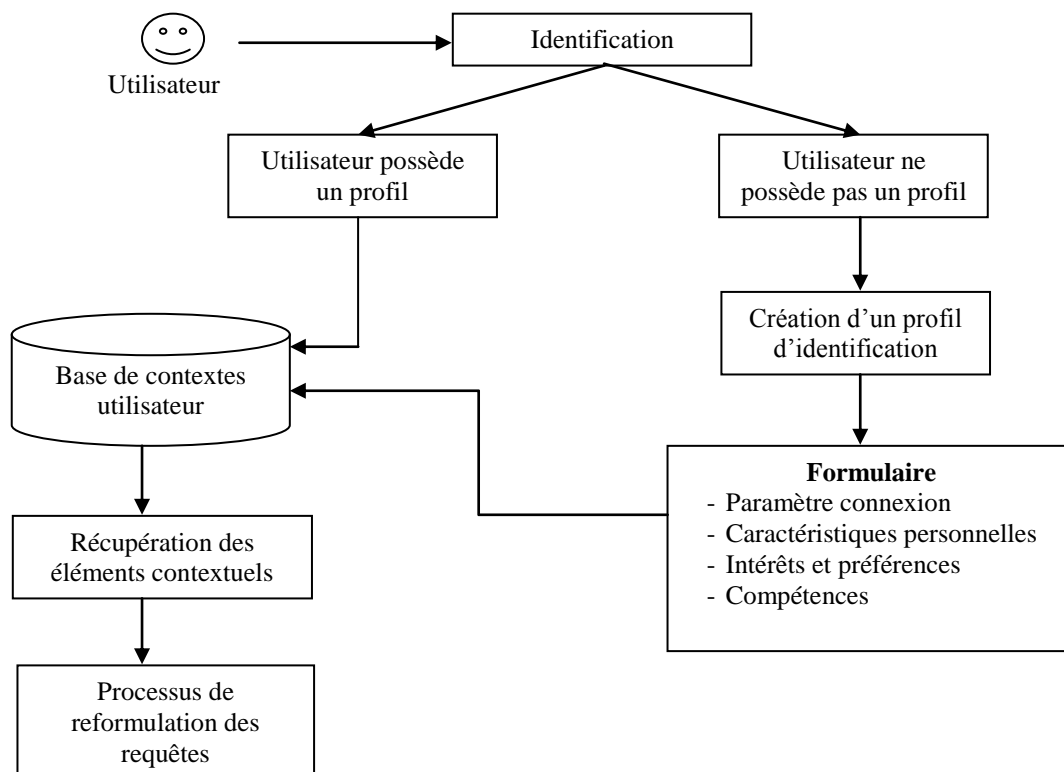 Identification
Utilisateur
Utilisateur possède
un profil
Utilisateur ne
possède pas un profil
Création d’un profil
d’identification
Base de contextes
utilisateur
Formulaire
- Paramètre connexion
- Caractéristiques personnelles
- Intérêts et préférences
- Compétences
Récupération des
éléments contextuels
Processus de
reformulation des
requêtes